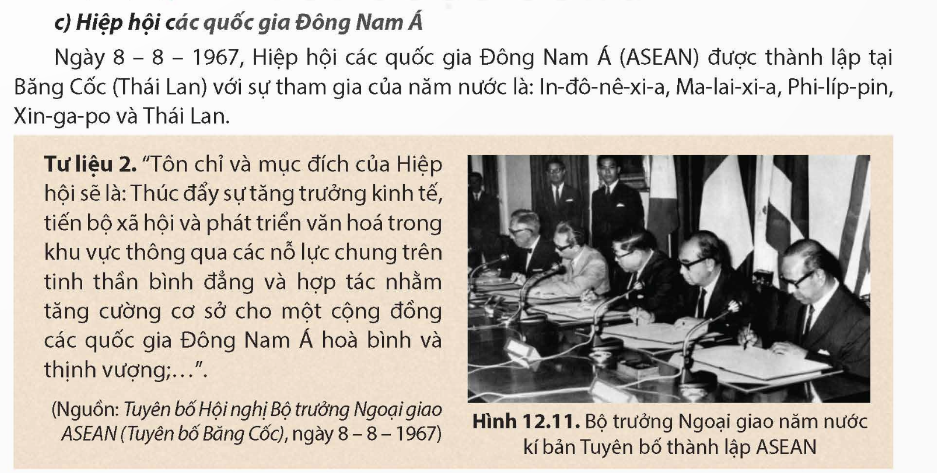 c) Hiệp hội các quốc gia Đông Nam Á
Ngày 8 – 8 – 1967, Hiệp hội các quốc gia Đông Nam Á (ASEAN) được thành lập tại
Băng Cốc (Thái Lan) với sự tham gia của năm nước là: In-đô-nê-xi-a, Ma-lai-xi-a, Phi-líp-pin,
Xin-ga-po và Thái Lan.
Tư liệu 2. “Tôn chỉ và mục đích của Hiệp
hội sẽ là: Thúc đẩy sự tăng trưởng kinh tế,
tiến bộ xã hội và phát triển văn hoá trong
khu vực thông qua các nỗ lực chung trên
tinh thần bình đẳng và hợp tác nhằm
tăng cường cơ sở cho một cộng đồng
các quốc gia Đông Nam Á hoà bình và
thịnh vượng;…”.
(Nguồn: Tuyên bố Hội nghị Bộ trưởng Ngoại giao
ASEAN (Tuyên bố Băng Cốc), ngày 8 – 8 – 1967)
Hình 12.11. Bộ trưởng Ngoại giao năm nước
kí bản Tuyên bố thành lập ASEAN